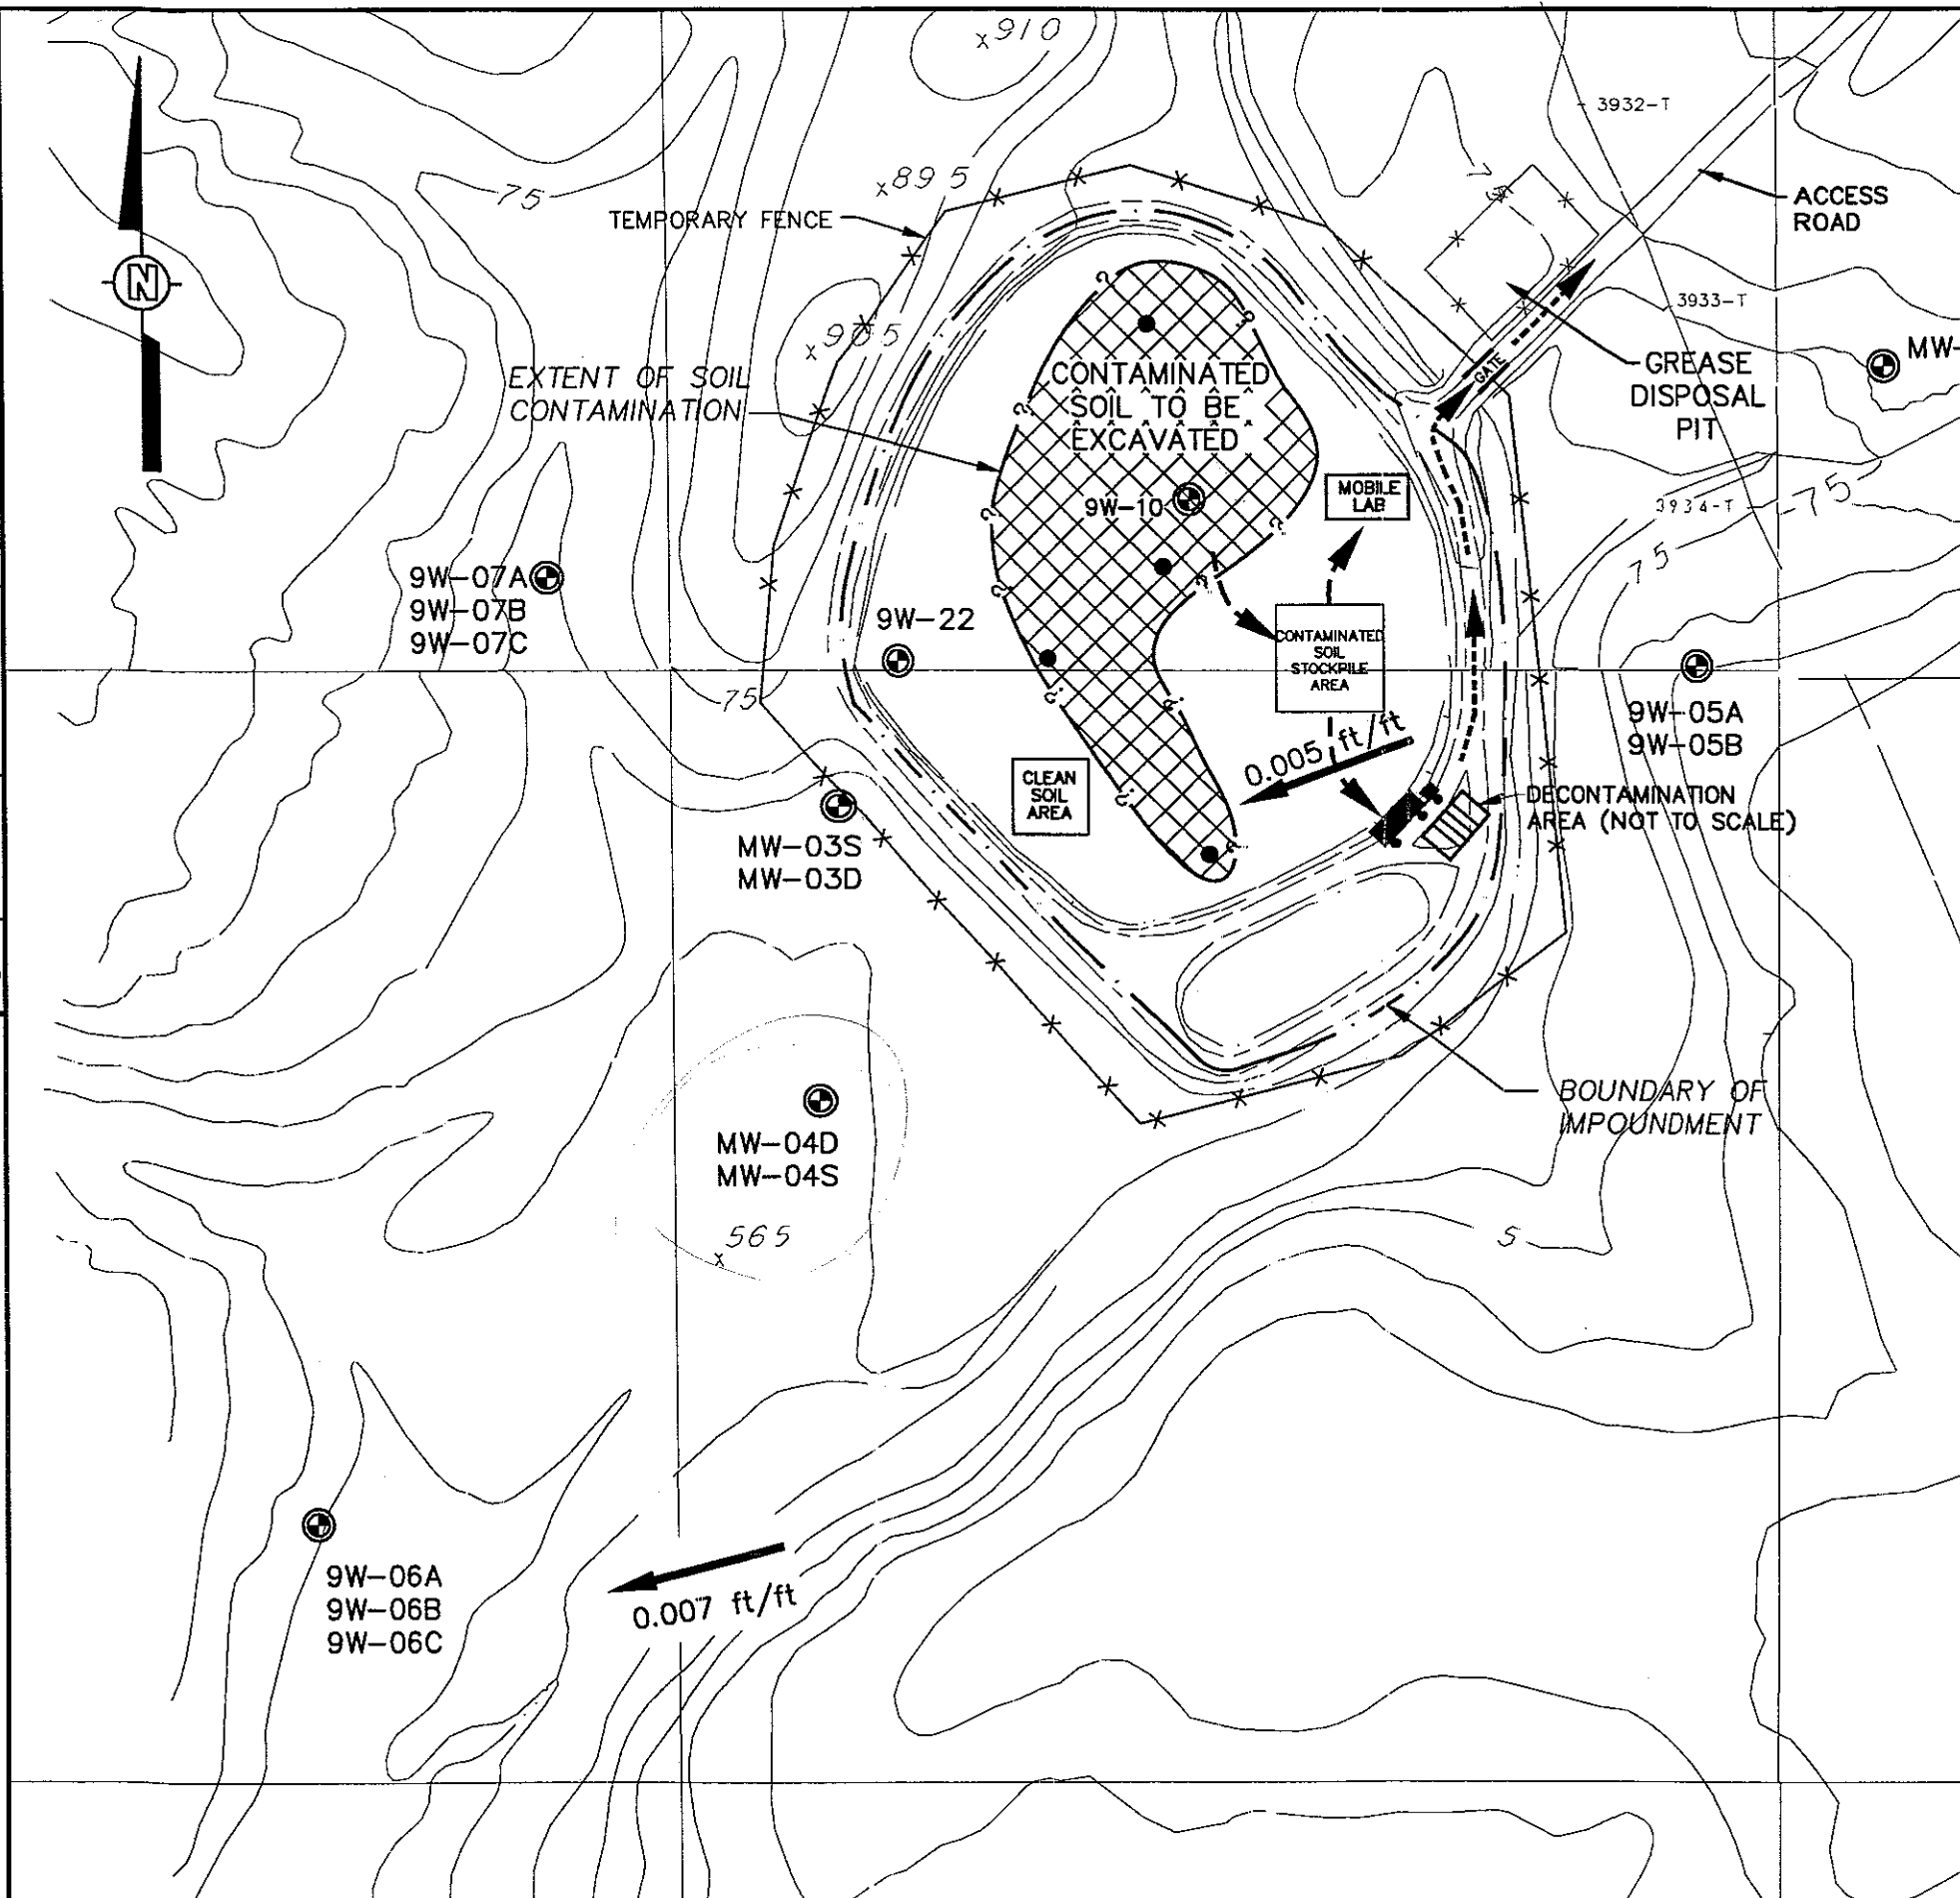 910
3932-T
75
895
75
ACCESS
ROAD
TEMPORARY FENCE
N
3933-T
MW-
EXTENT OF SOIL
CONTAMINATION
CONTAMINATED
SOIL TO BE
EXCAVATED
GATE
GREASE
DISPOSAL
PIT
9W-10
MOBILE
LAB
3934-T
75
75
9W-07A
9W-07B
9W-07C
9W-22
CONTAMINATED
SOIL
STOCKPILE
AREA
75
9W-05A
9W-05B
0.005 ft/ft
CLEAN
SOIL
AREA
DECONTAMINATION
AREA (NOT TO SCALE)
MW-03S
MW-03D
BOUNDARY OF
IMPOUNDMENT
MW-04D
MW-04S
565
5
9W-06A
9W-06B
9W-06C
0.007 ft/ft